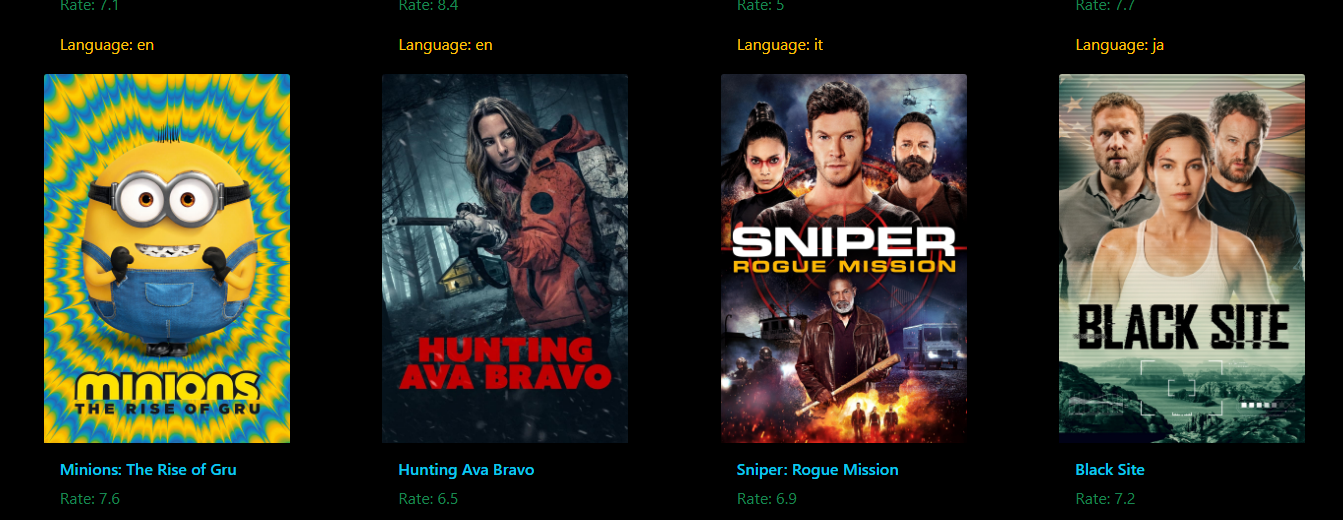 Rate: 7.1
Rate: 8.4
Rate: 5
Rate: 7.7
Language: en
Language: en
Language: it
Language: ja
minions
THE RISE OF GRU
HUNTING
AVA BRAVO
SNIPER
ROGUE MISSION
BLACK SITE
Minions: The Rise of Gru
Hunting Ava Bravo
Sniper: Rogue Mission
Black Site
Rate: 7.6
Rate: 6.5
Rate: 6.9
Rate: 7.2